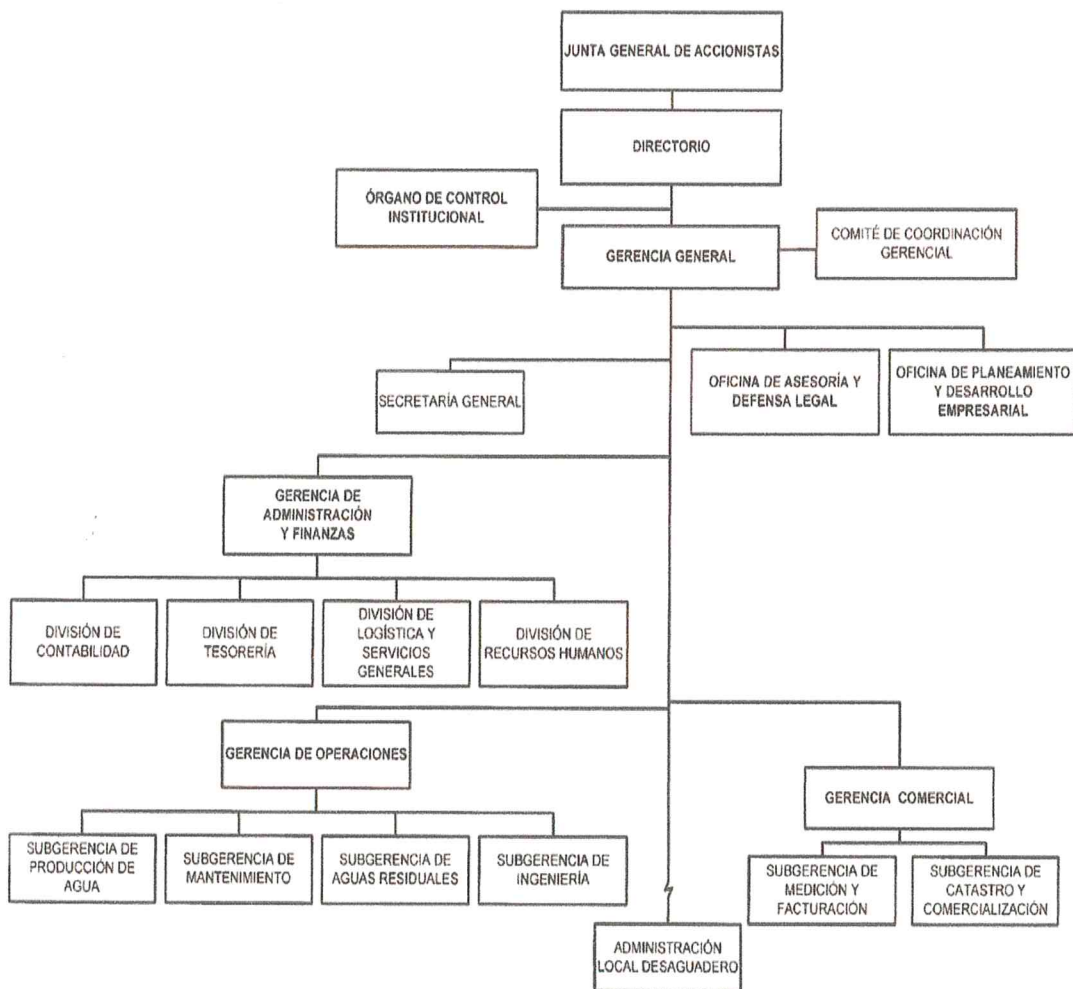 JUNTA GENERAL DE ACCIONISTAS
DIRECTORIO
ÓRGANO DE CONTROL
INSTITUCIONAL
GERENCIA GENERAL
COMITÉ DE COORDINACIÓN
GERENCIAL
SECRETARÍA GENERAL
OFICINA DE ASESORÍA Y
DEFENSA LEGAL
OFICINA DE PLANEAMIENTO
Y DESARROLLO
EMPRESARIAL
GERENCIA DE
ADMINISTRACIÓN
Y FINANZAS
DIVISIÓN DE
CONTABILIDAD
DIVISIÓN DE
TESORERÍA
DIVISIÓN DE
LOGÍSTICA Y
SERVICIOS
GENERALES
DIVISIÓN DE
RECURSOS HUMANOS
GERENCIA DE OPERACIONES
GERENCIA COMERCIAL
SUBGERENCIA DE
PRODUCCIÓN DE
AGUA
SUBGERENCIA DE
MANTENIMIENTO
SUBGERENCIA DE
AGUAS RESIDUALES
SUBGERENCIA DE
INGENIERÍA
SUBGERENCIA DE
MEDICIÓN Y
FACTURACIÓN
SUBGERENCIA DE
CATASTRO Y
COMERCIALIZACIÓN
ADMINISTRACIÓN
LOCAL DESAGUADERO